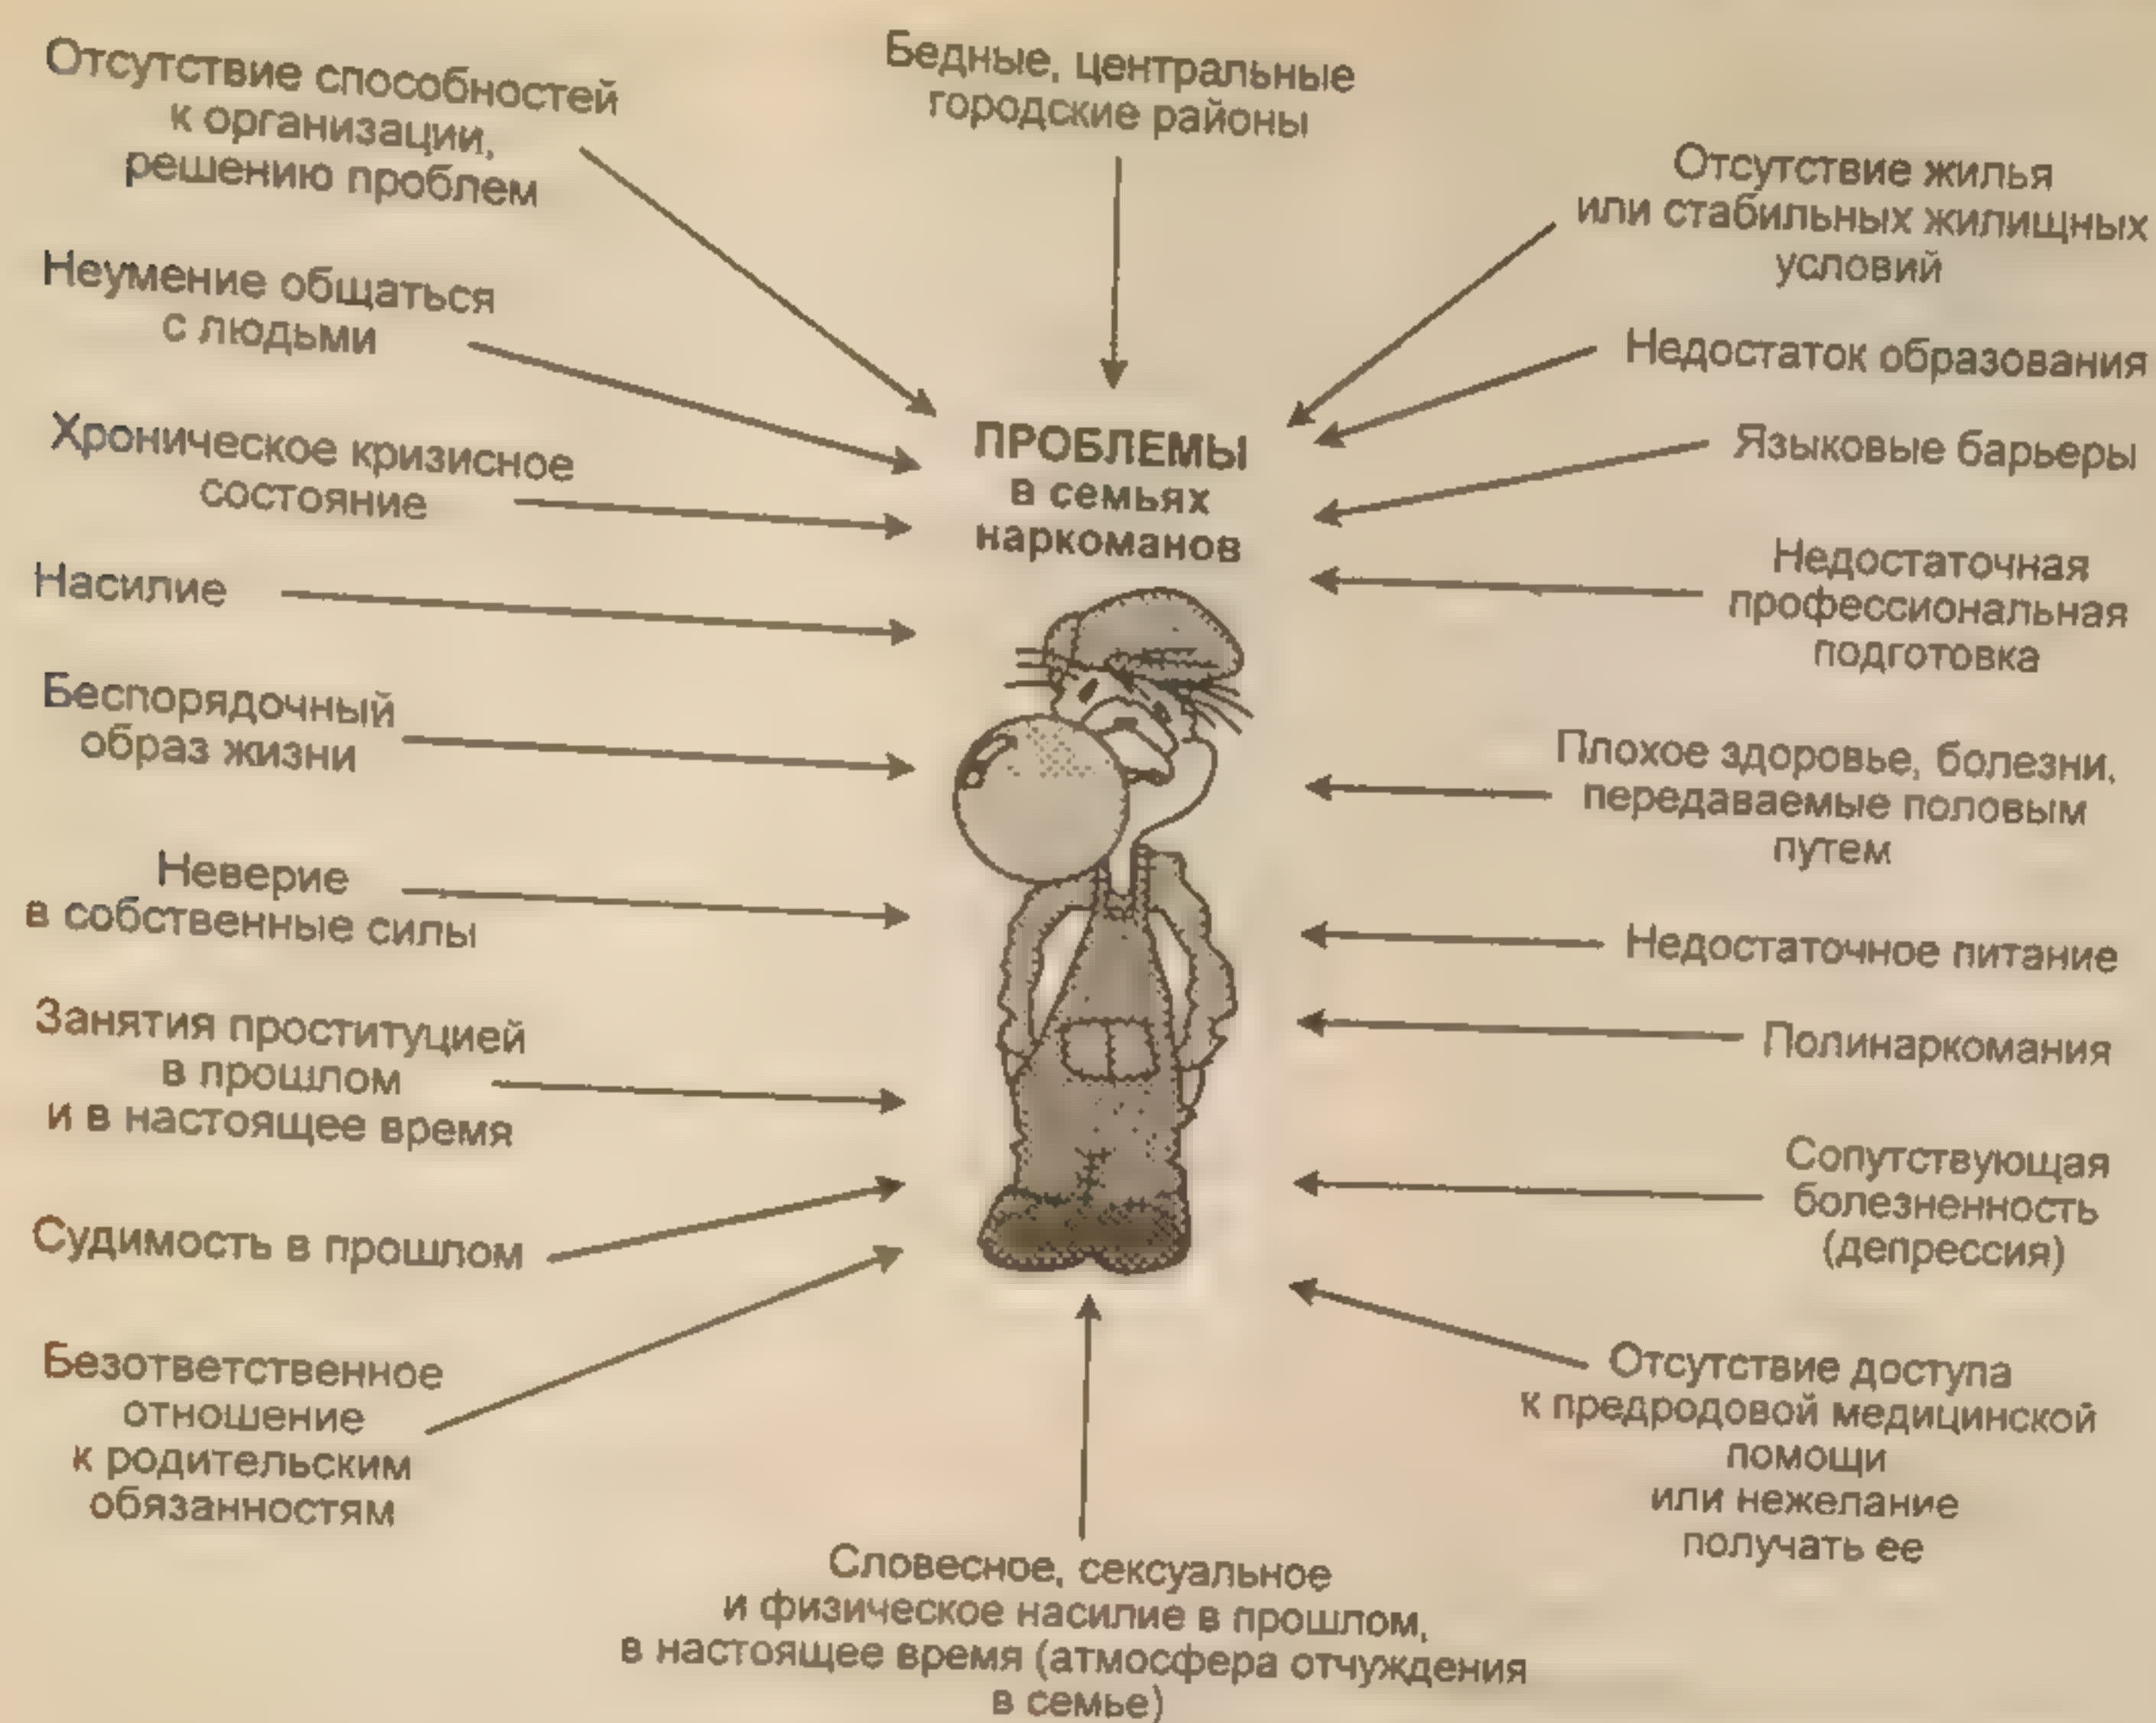 Отсутствие способностей
к организации,
решению проблем
Неумение общаться
с людьми
Хроническое кризисное
состояние
Насилие
Беспорядочный
образ жизни
Неверие
в собственные силы
Занятия проституцией
в прошлом
и в настоящее время
Судимость в прошлом
Безответственное
отношение
к родительским
обязанностям
Бедные, центральные
городские районы
ПРОБЛЕМЫ
в семьях
наркоманов
Словесное, сексуальное
и физическое насилие в прошлом,
в настоящее время (атмосфера отчуждения
в семье)
Отсутствие жилья
или стабильных жилищных
условий
Недостаток образования
Языковые барьеры
Недостаточная
профессиональная
подготовка
Плохое здоровье, болезни,
передаваемые половым
путем
Недостаточное питание
Полинаркомания
Сопутствующая
болезненность
(депрессия)
Отсутствие доступа
к предродовой медицинской
помощи
или нежелание
получать ее